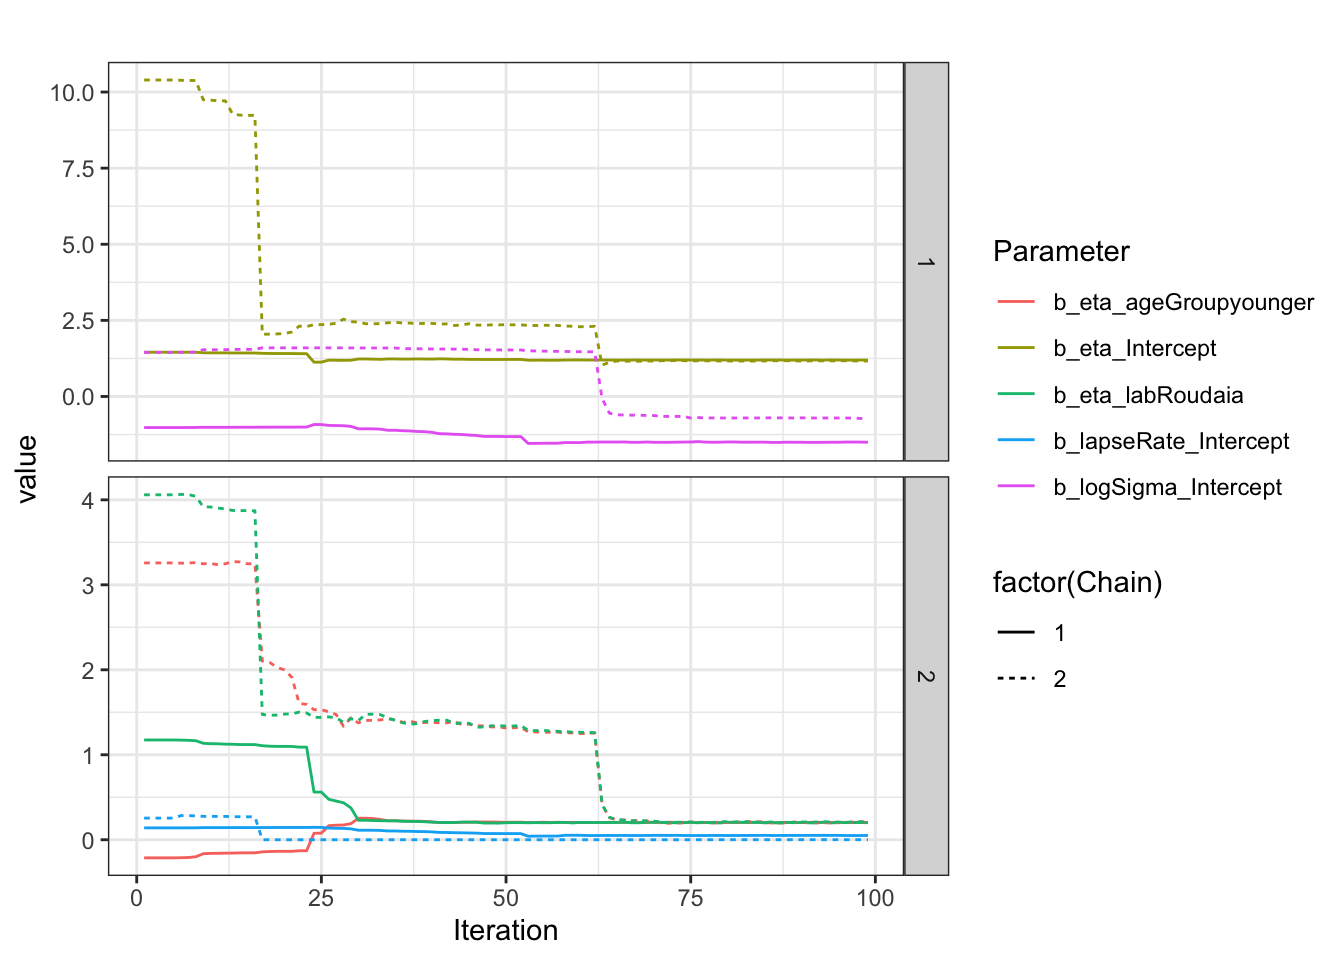 10.0
7.5
5.0
2.5
0.0
1
4
3
2
1
0
2
0
25
50
75
100
Iteration
value
Parameter
b_eta_ageGroupyounger
b_eta_Intercept
b_eta_labRoudaia
b_lapseRate_Intercept
b_logSigma_Intercept
factor(Chain)
1
2